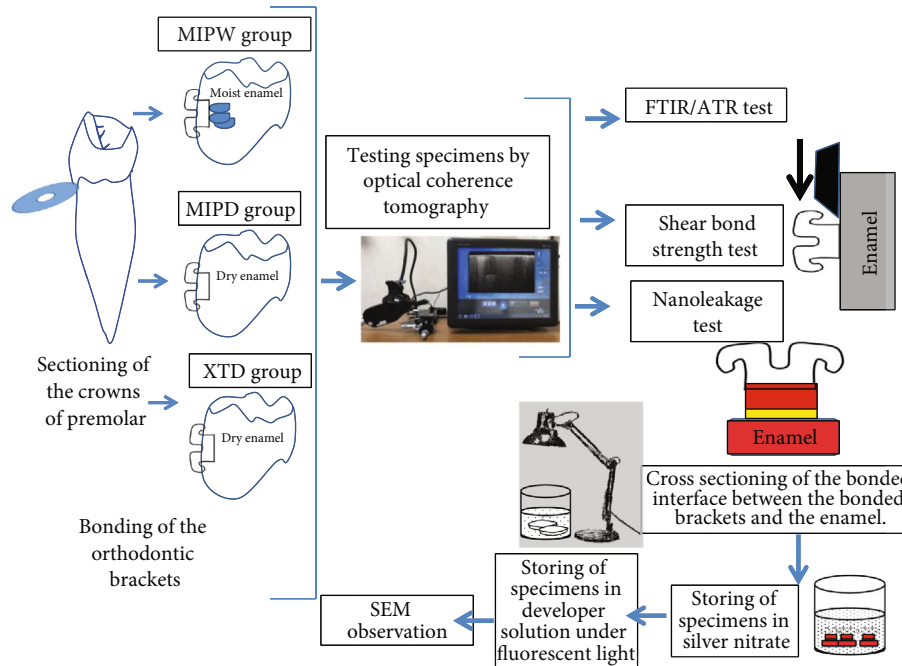 MIPW group
Moist enamel
MIPD group
Dry enamel
Sectioning of
the crowns
of premolar
XTD group
Dry enamel
Bonding of the
orthodontic
brackets
Testing specimens by
optical coherence
tomography
FTIR/ATR test
Shear bond
strength test
Enamel
Nanoleakage
test
Enamel
Cross sectioning of the bonded
interface between the bonded
brackets and the enamel.
Storing of
specimens in
silver nitrate
Storing of
specimens in
developer
solution under
fluorescent light
SEM
observation